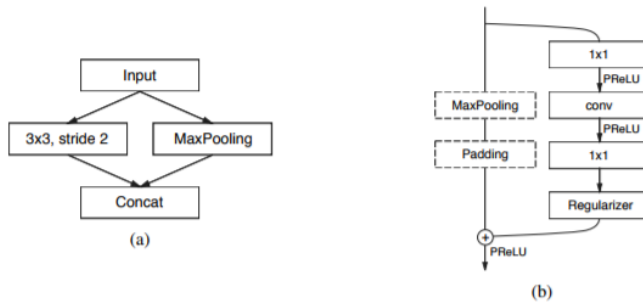 Input
3x3, stride 2
MaxPooling
Concat
(a)
1x1
PReLU
MaxPooling
conv
PReLU
Padding
1x1
Regularizer
+
PReLU
(b)